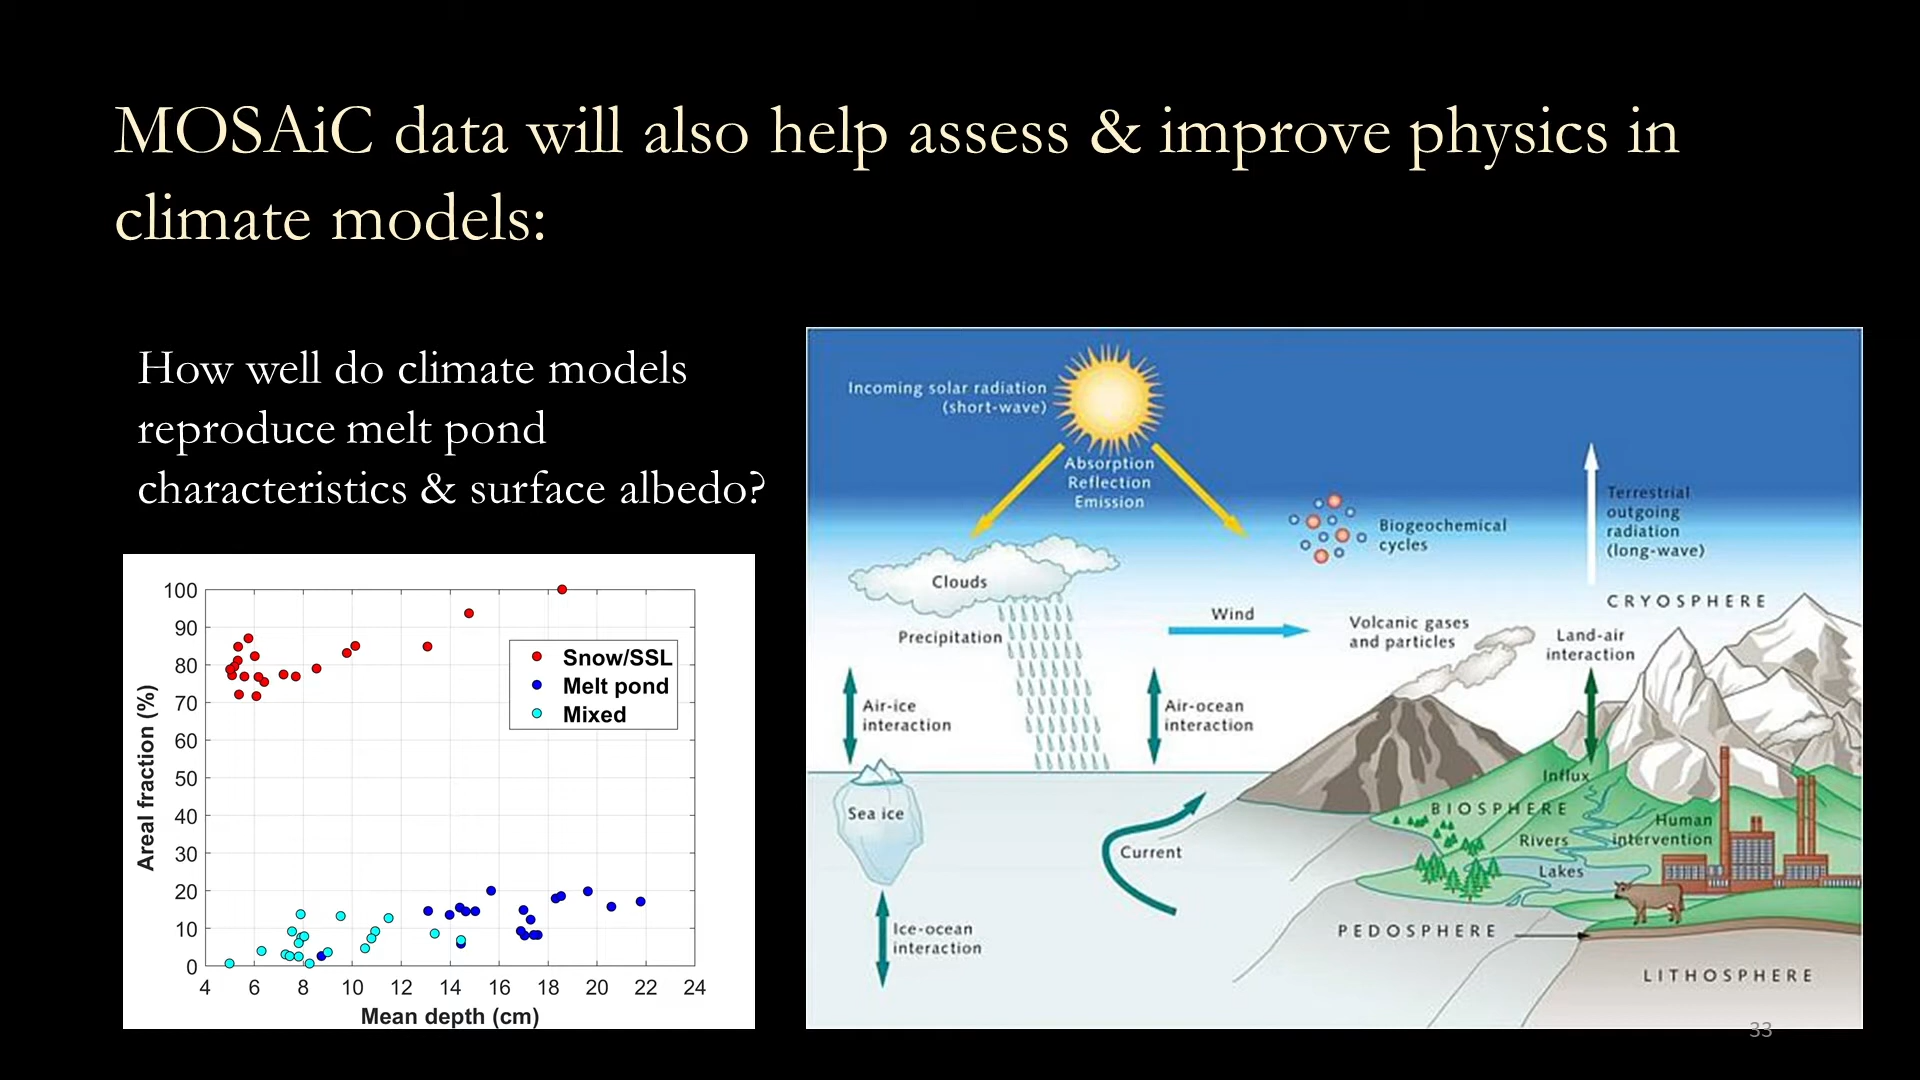 MOSAiC data will also help assess & improve physics in
climate models:
How well do climate models
reproduce melt pond
characteristics & surface albedo?
100
90
80
70
60
50
40
30
20
10
0
4 6 8 10 12 14 16 18 20 22 24
Areal fraction (%)
Mean depth (cm)
Snow/SSL
Melt pond
Mixed
Incoming solar radiation
(short-wave)
Absorption
Reflection
Emission
Biogeochemical
cycles
Terrestrial
outgoing
radiation
(long-wave)
Clouds
CRYOSPHERE
Wind
Volcanic gases
and particles
Precipitation
Land-air
interaction
Air-ice
interaction
Air-ocean
interaction
Influx
Sea ice
BIOSPHERE
Human
intervention
Rivers
Current
Lakes
Ice-ocean
interaction
PEDOSPHERE
LITHOSPHERE
33